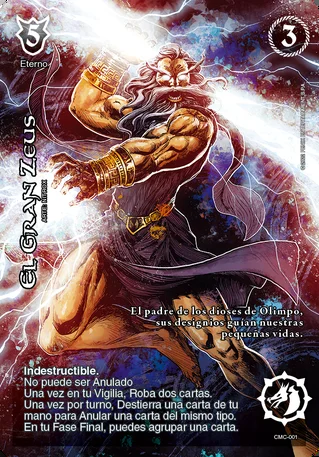 5
3
Eterno
El Gran Zeus
El padre de los dioses de Olimpo,
sus designios guían nuestras
pequeñas vidas.
Indestructible.
No puede ser Anulado
Una vez en tu Vigilia, Roba dos cartas.
Una vez por turno, Destierra una carta de tu
mano para Anular una carta del mismo tipo.
En tu Fase Final, puedes agrupar una carta.
CMC-001